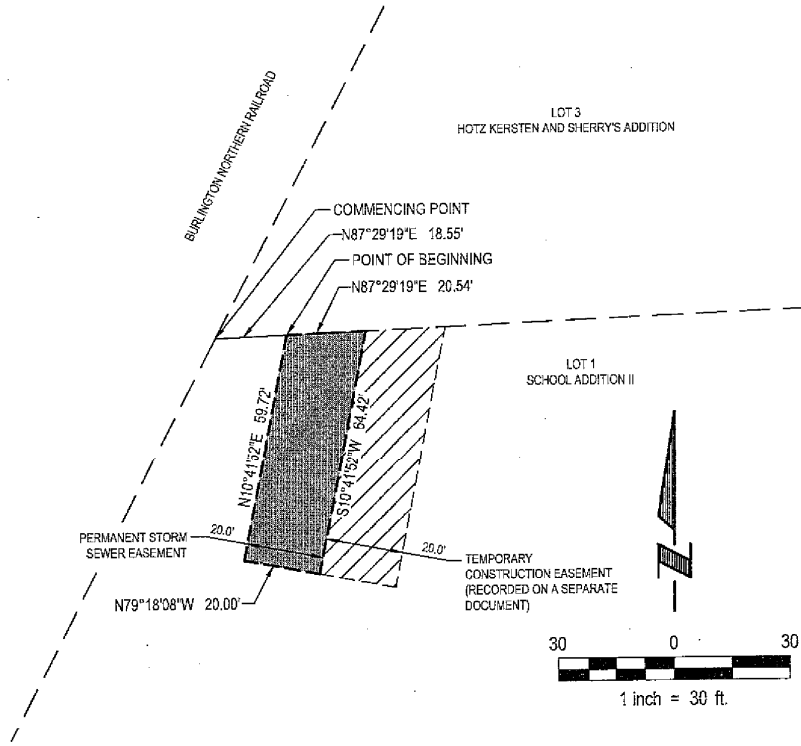 BURLINGTON NORTHERN RAILROAD
LOT 3
HOTZ KERSTEN AND SHERRY'S ADDITION
COMMENCING POINT
N87°29'19"E 18.55'
POINT OF BEGINNING
N87°29'19"E 20.54'
LOT 1
SCHOOL ADDITION II
N10°41'52"E 59.72'
S10°41'52"W 64.42'
PERMANENT STORM
SEWER EASEMENT
20.0'
20.0'
TEMPORARY
CONSTRUCTION EASEMENT
(RECORDED ON A SEPARATE
DOCUMENT)
N79°18'08"W 20.00'
30 0 30
1 inch = 30 ft.